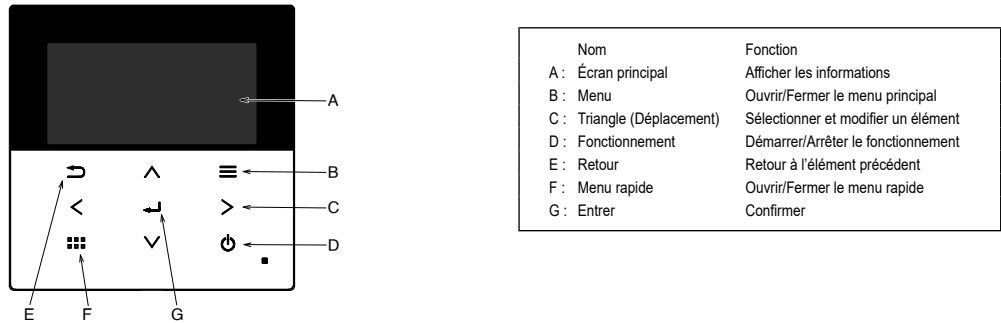 A
B
C
D
E
F
G
Nom Fonction
A : Écran principal Afficher les informations
B : Menu Ouvrir/Fermer le menu principal
C : Triangle (Déplacement) Sélectionner et modifier un élément
D : Fonctionnement Démarrer/Arrêter le fonctionnement
E : Retour Retour à l’élément précédent
F : Menu rapide Ouvrir/Fermer le menu rapide
G : Entrer Confirmer